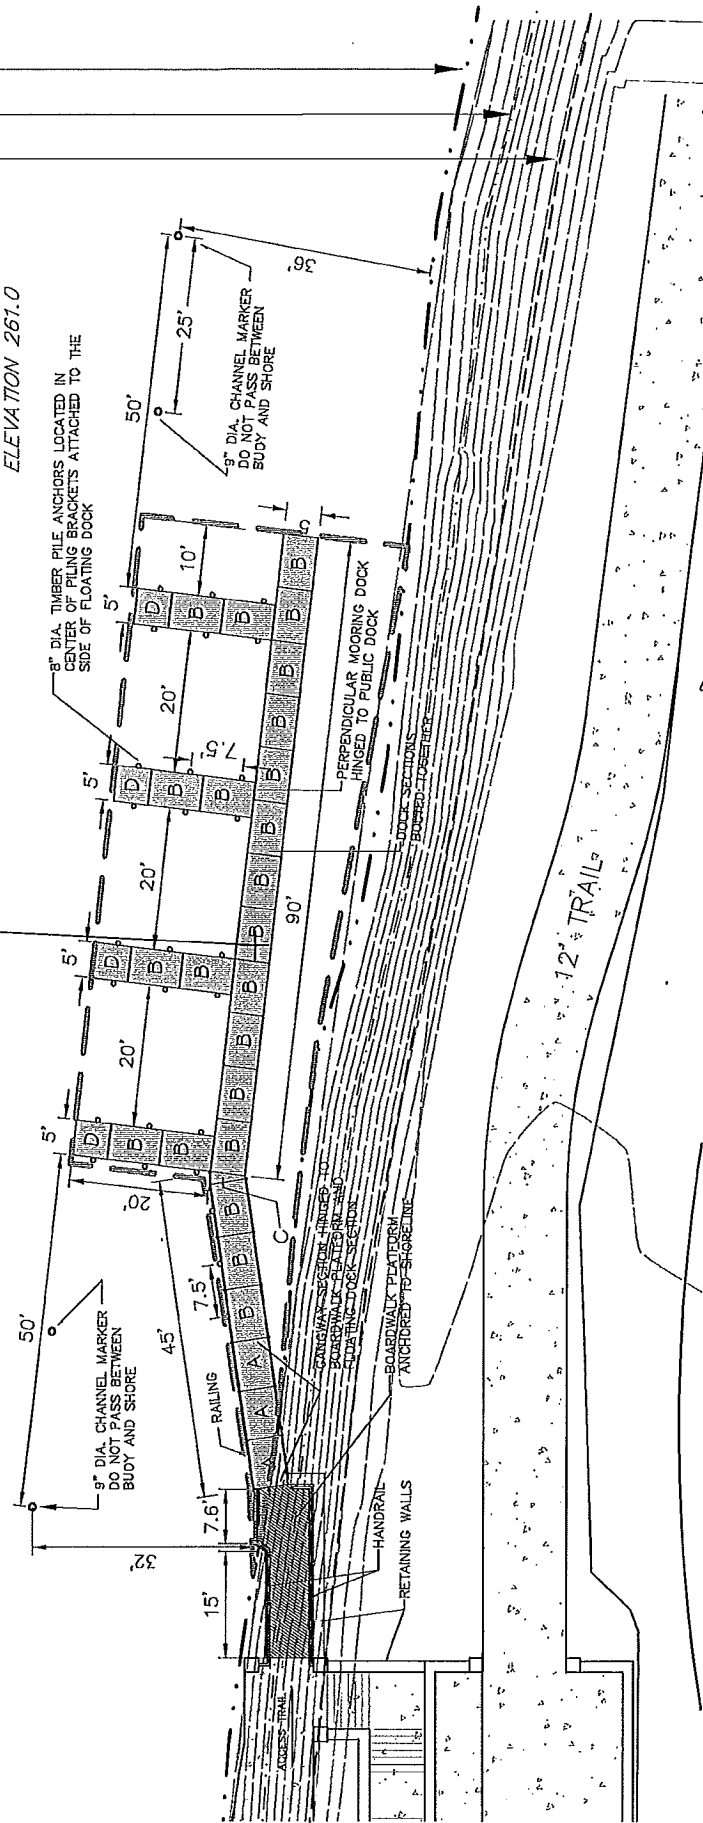 ELEVATION 261.0
8" DIA. TIMBER PILE ANCHORS LOCATED IN
CENTER OF PILING BRACKETS ATTACHED TO THE
SIDE OF FLOATING DOCK
50'
25'
36'
9" DIA. CHANNEL MARKER
DO NOT PASS BETWEEN
BUOY AND SHORE
10'
5'
5'
20'
5'
20'
5'
20'
5'
7.5'
D
B
B
D
B
B
D
B
B
D
B
B
B
B
B
B
B
B
B
B
B
B
B
B
PERPENDICULAR MOORING DOCK
HINGED TO PUBLIC DOCK
DOCK SECTIONS
BOLTED TOGETHER
90'
20'
C
50'
9" DIA. CHANNEL MARKER
DO NOT PASS BETWEEN
BUOY AND SHORE
45'
7.5'
B
B
B
A
A
A
RAILING
GANGWAY SECTION HINGED TO
BOARDWALK PLATFORM AND
FLOATING DOCK SECTION
BOARDWALK PLATFORM
ANCHORED TO SHORELINE
32'
7.6'
15'
HANDRAIL
RETAINING WALLS
ACCESS TRAIL
12' TRAIL